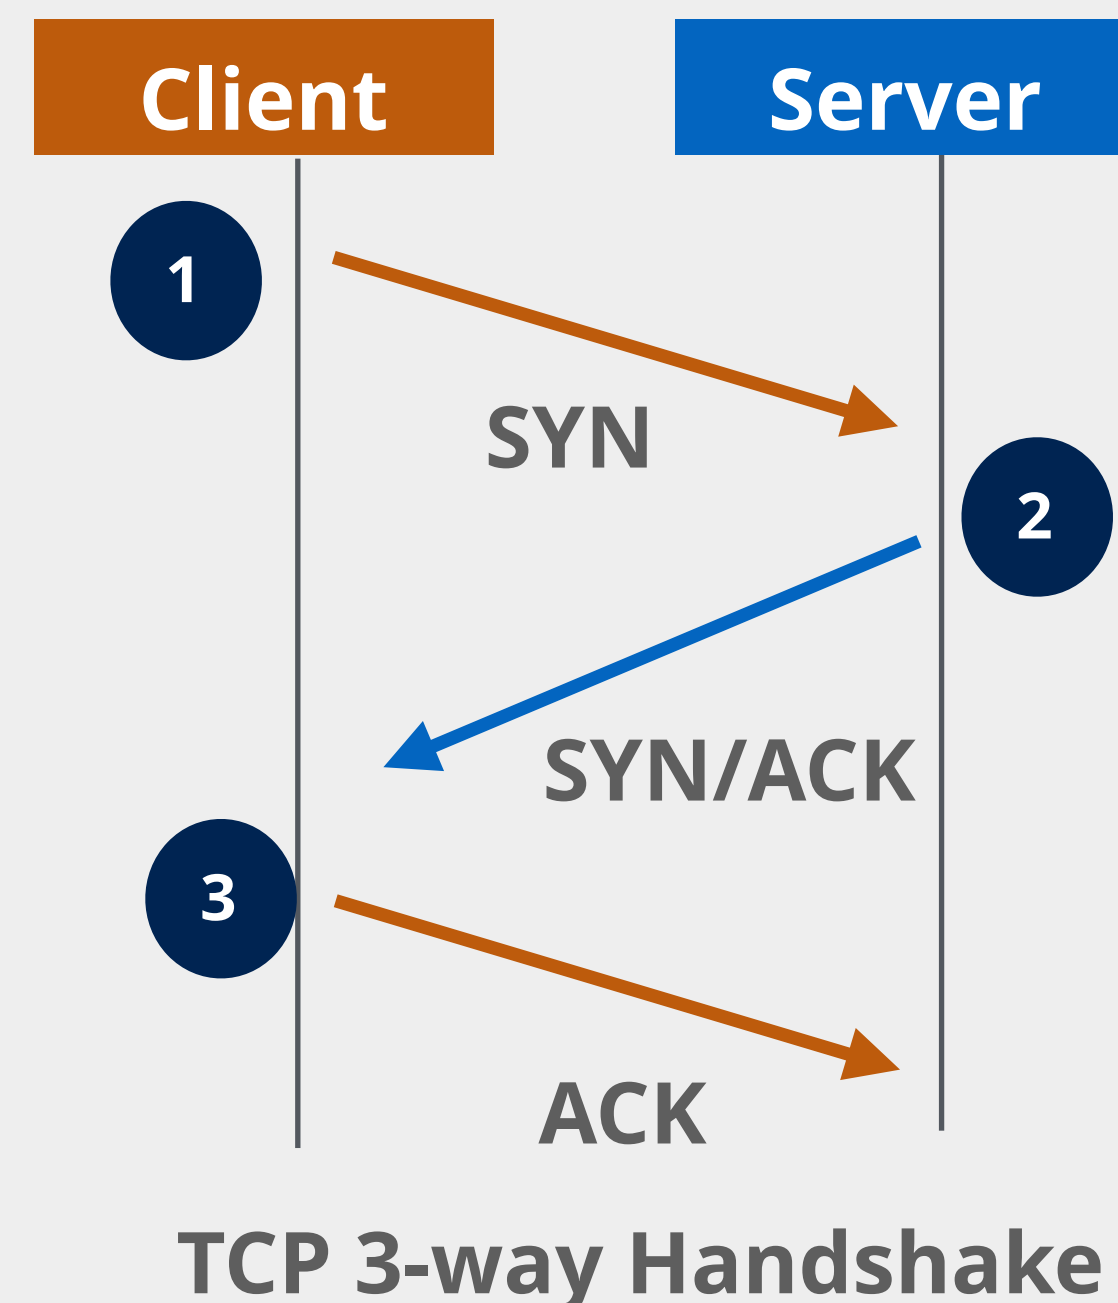 Client
Server
1
SYN
2
SYN/ACK
3
ACK
TCP 3-way Handshake